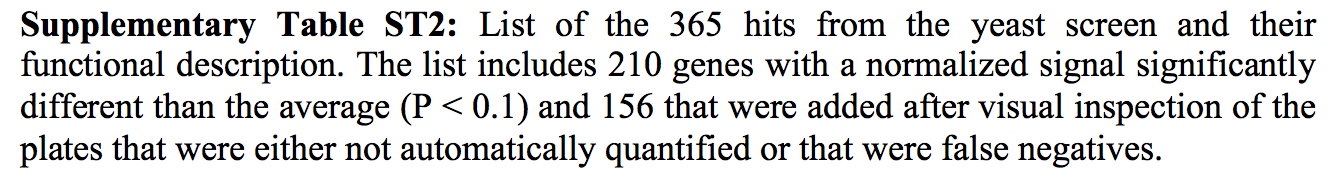 Supplementary Table ST2: List of the 365 hits from the yeast screen and their
functional description. The list includes 210 genes with a normalized signal significantly
different than the average (P < 0.1) and 156 that were added after visual inspection of the
plates that were either not automatically quantified or that were false negatives.